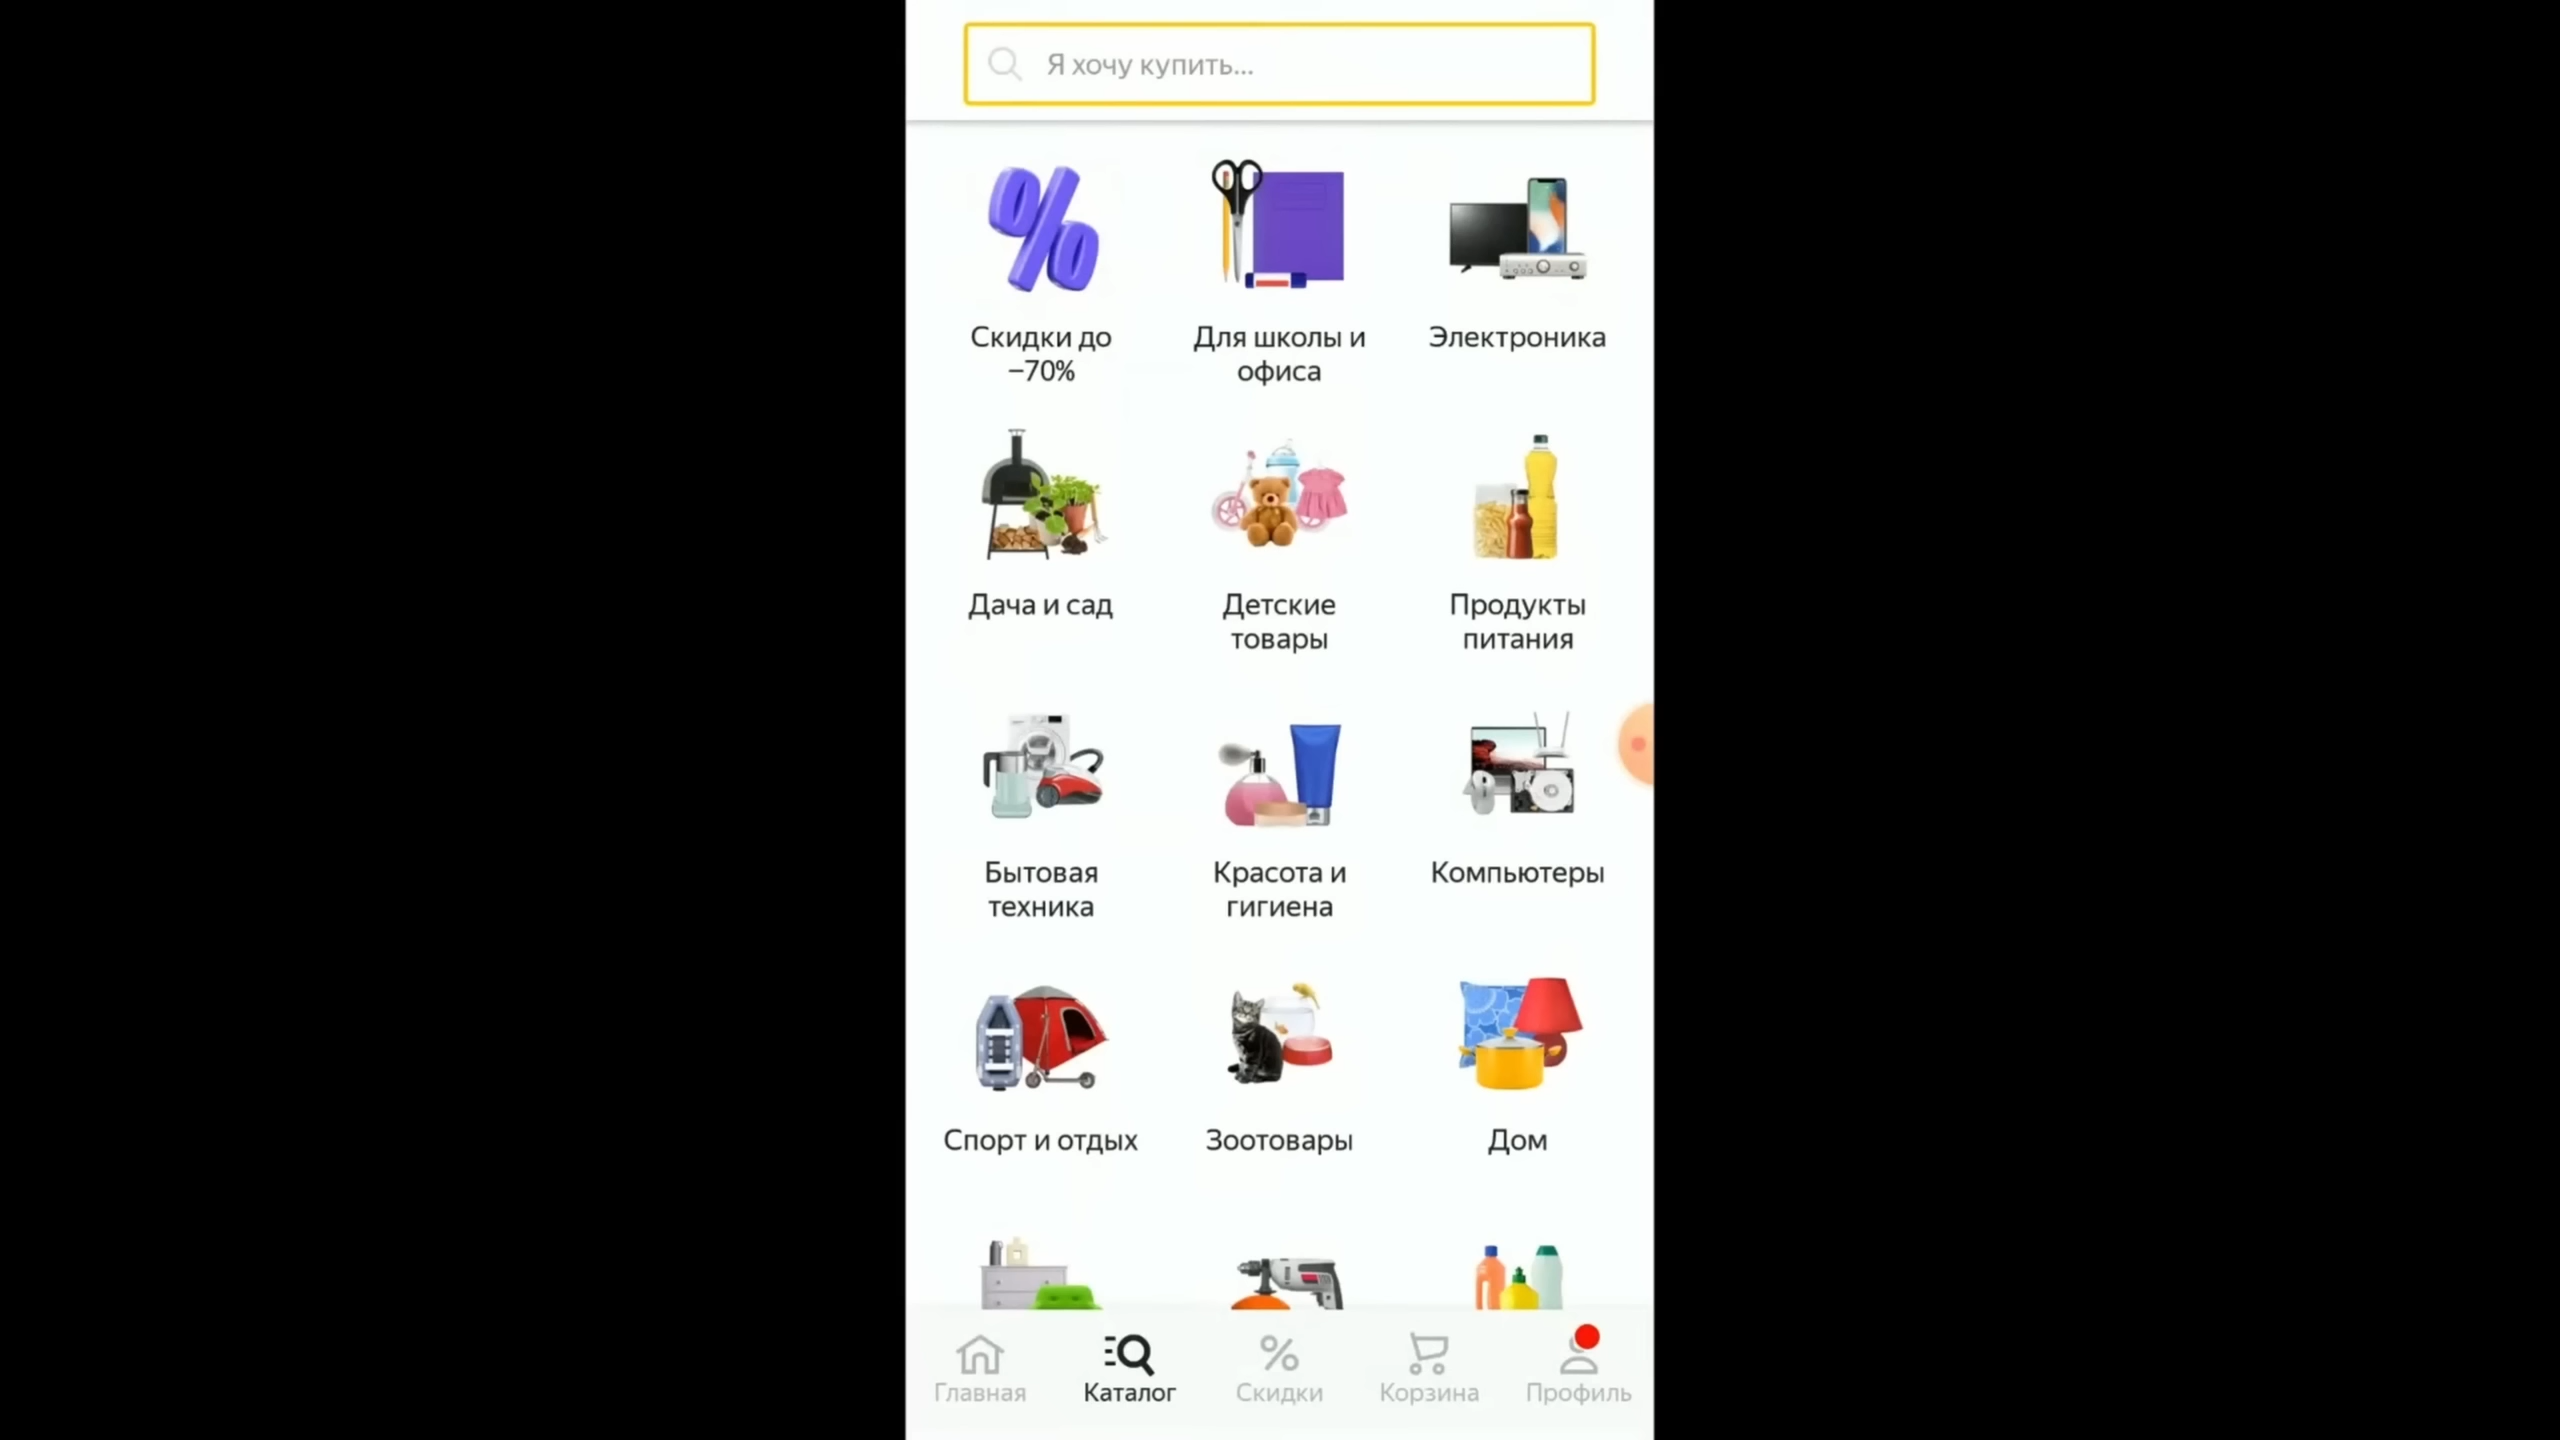 Я хочу купить...
Скидки до
−70%
Для школы и
офиса
Электроника
Дача и сад
Детские
товары
Продукты
питания
Бытовая
техника
Красота и
гигиена
Компьютеры
Спорт и отдых
Зоотовары
Дом
Главная
Каталог
Скидки
Корзина
Профиль